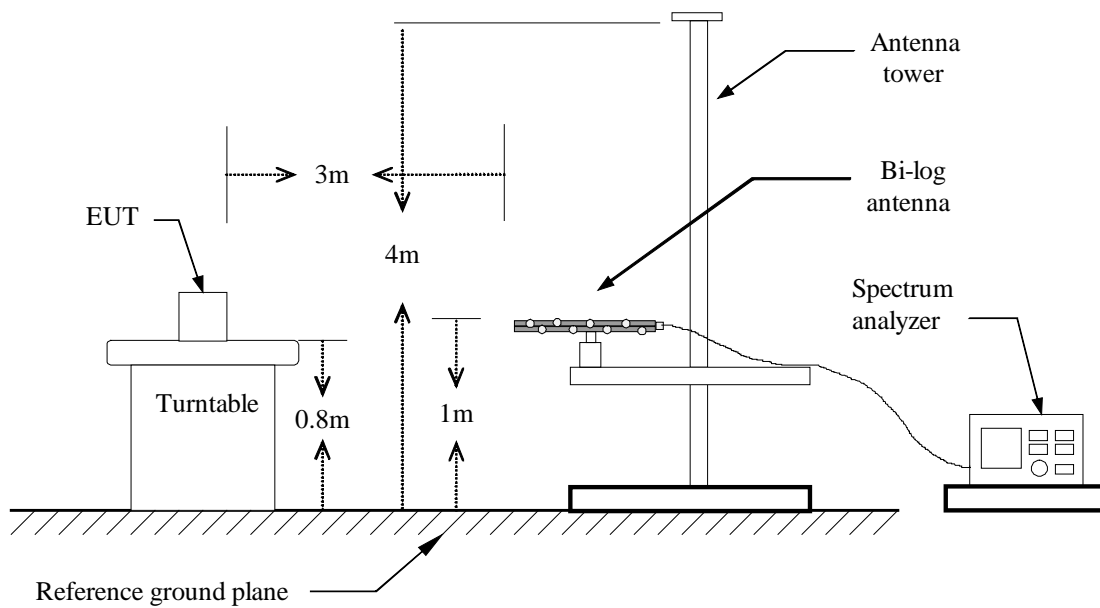 Antenna
tower
3m
Bi-log
antenna
EUT
4m
Spectrum
analyzer
Turntable
0.8m
1m
Reference ground plane